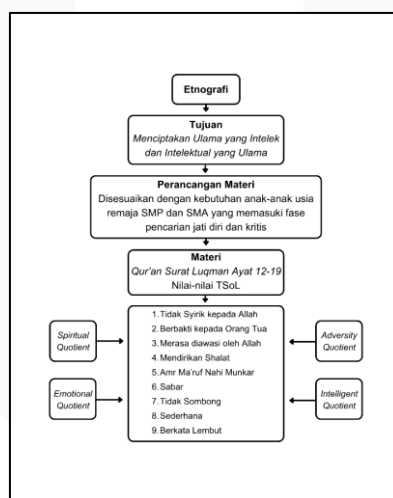 Etnografi
Tujuan
Menciptakan Ulama yang Intelek
dan Intelektual yang Ulama
Perancangan Materi
Disesuaikan dengan kebutuhan anak-anak usia
remaja SMP dan SMA yang memasuki fase
pencarian jati diri dan kritis
Materi
Qur'an Surat Luqman Ayat 12-19
Nilai-nilai TSoL
Spiritual
Quotient
Emotional
Quotient
1. Tidak Syirik kepada Allah
2. Berbakti kepada Orang Tua
3. Merasa diawasi oleh Allah
4. Mendirikan Shalat
5. Amr Ma'ruf Nahi Munkar
6. Sabar
7. Tidak Sombong
8. Sederhana
9. Berkata Lembut
Adversity
Quotient
Intelligent
Quotient